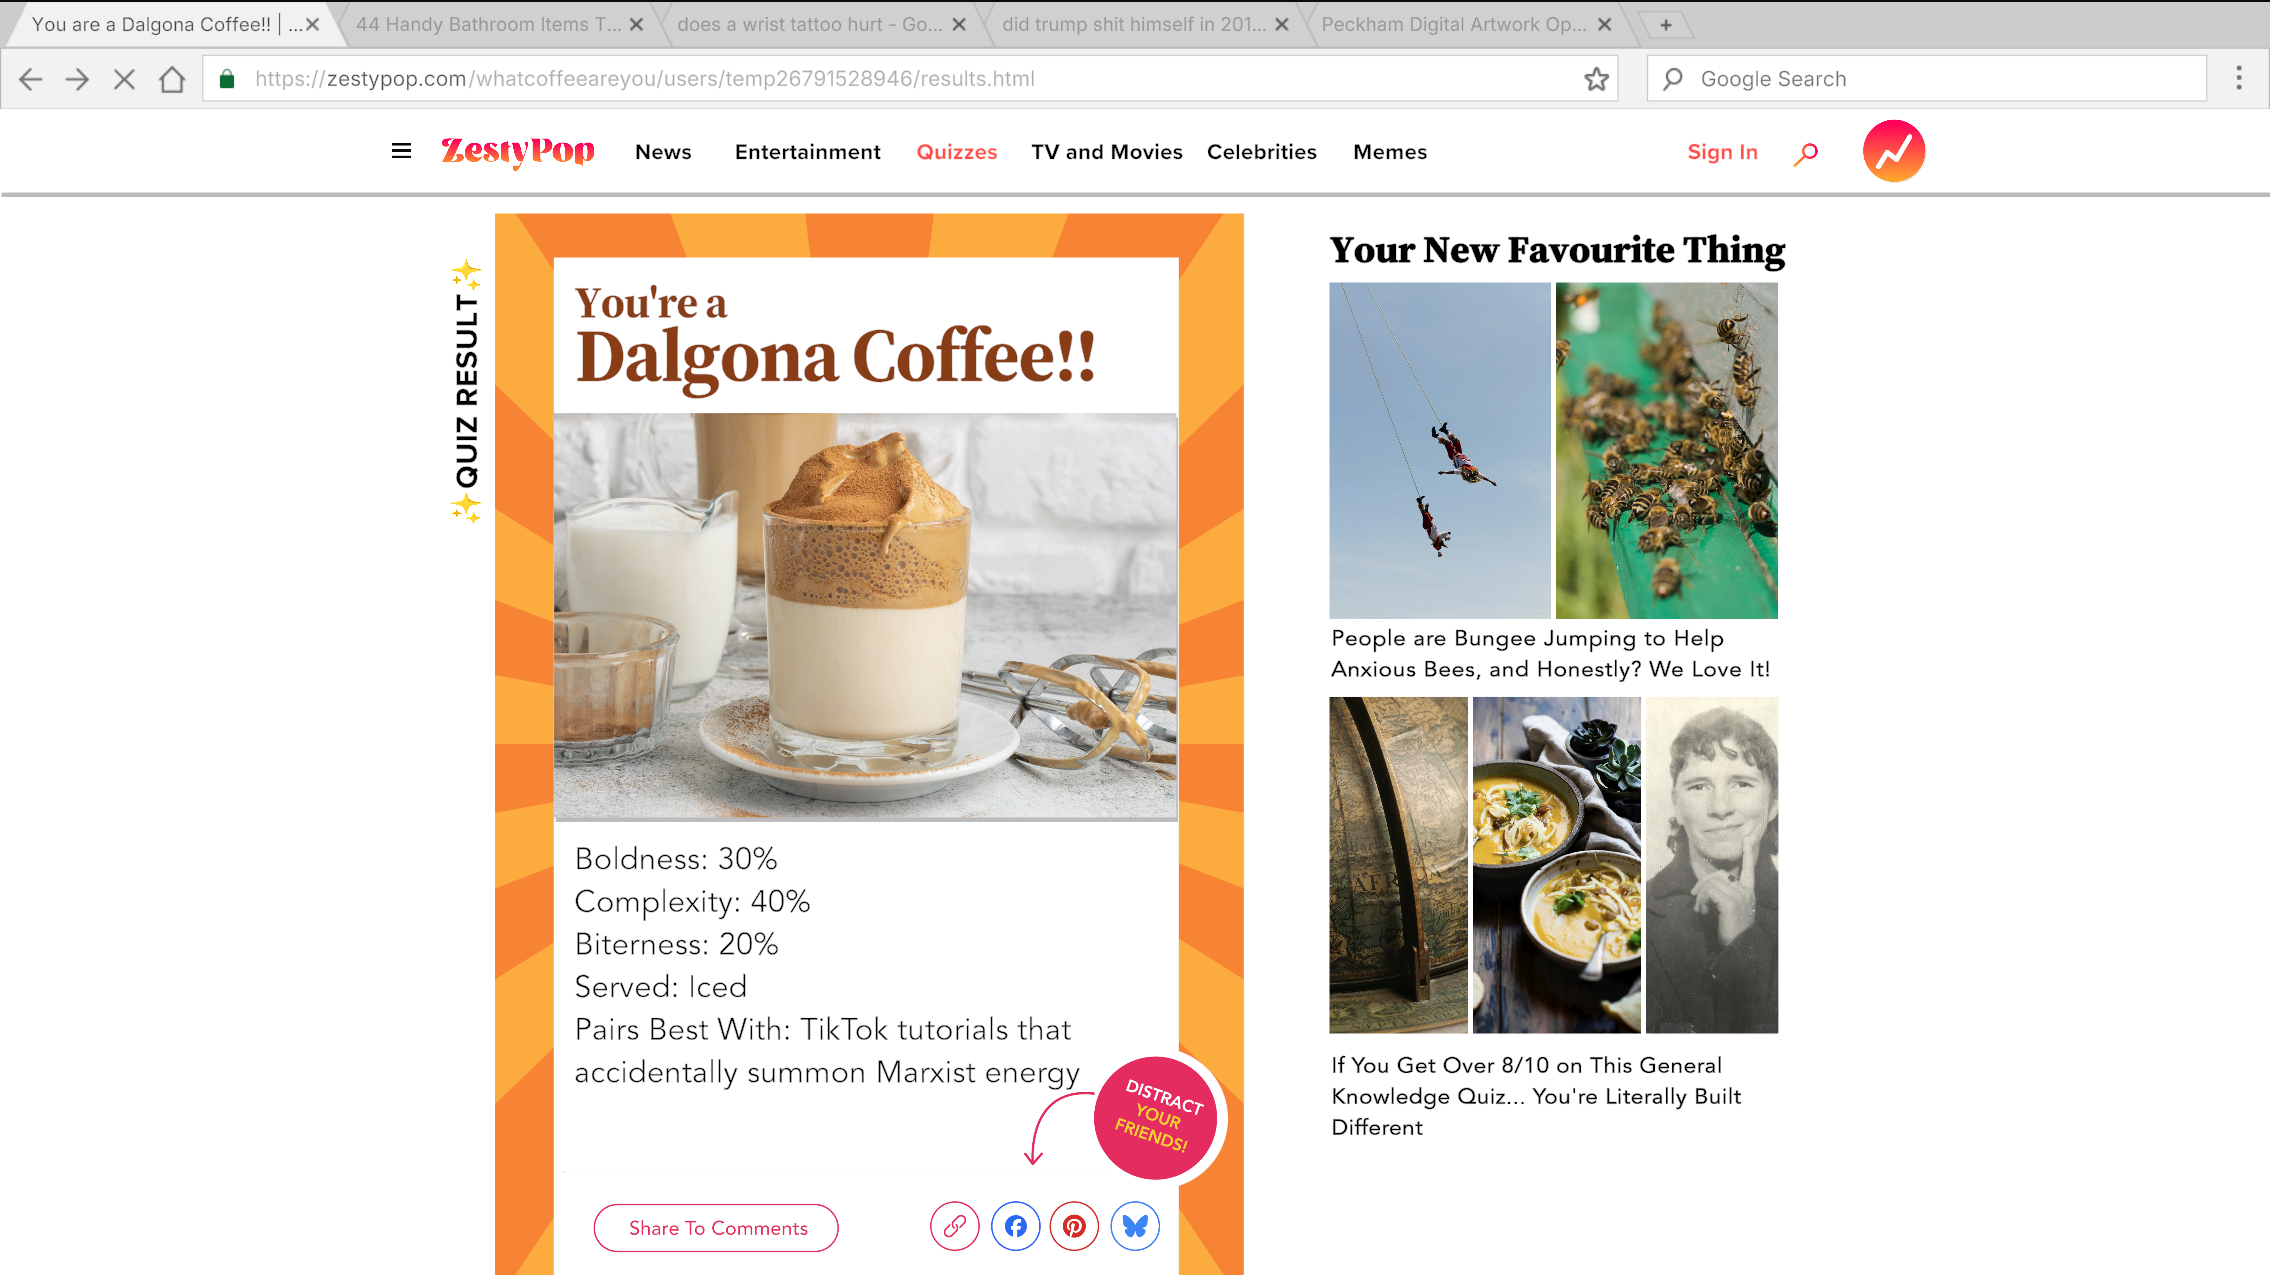 You are a Dalgona Coffee!! | ...
44 Handy Bathroom Items T...
does a wrist tattoo hurt - Go...
did trump shit himself in 201...
Peckham Digital Artwork Op...
https://zestypop.com/whatcoffeeareyou/users/temp26791528946/results.html
Google Search
ZestyPop
News
Entertainment
Quizzes
TV and Movies
Celebrities
Memes
Sign In
QUIZ RESULT
You're a
Dalgona Coffee!!
Boldness: 30%
Complexity: 40%
Biterness: 20%
Served: Iced
Pairs Best With: TikTok tutorials that
accidentally summon Marxist energy
DISTRACT
YOUR
FRIENDS!
Share To Comments
Your New Favourite Thing
People are Bungee Jumping to Help
Anxious Bees, and Honestly? We Love It!
If You Get Over 8/10 on This General
Knowledge Quiz... You're Literally Built
Different